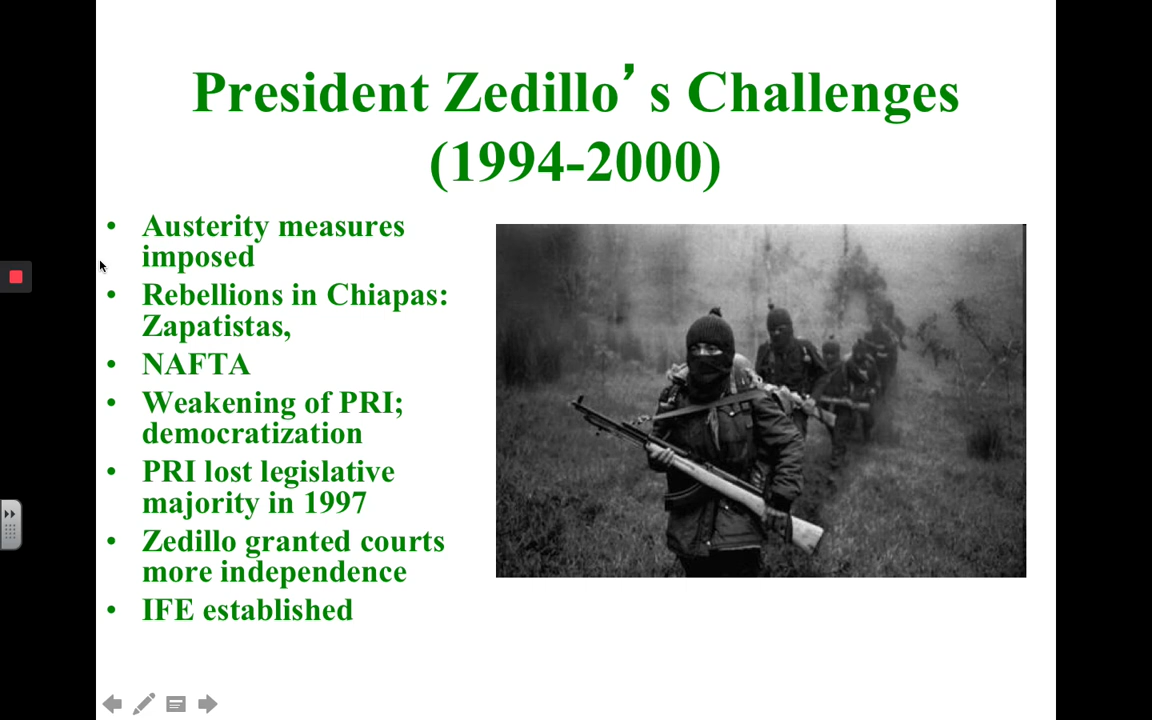 President Zedillo’s Challenges
(1994-2000)
• Austerity measures
imposed
• Rebellions in Chiapas:
Zapatistas,
• NAFTA
• Weakening of PRI;
democratization
• PRI lost legislative
majority in 1997
• Zedillo granted courts
more independence
• IFE established